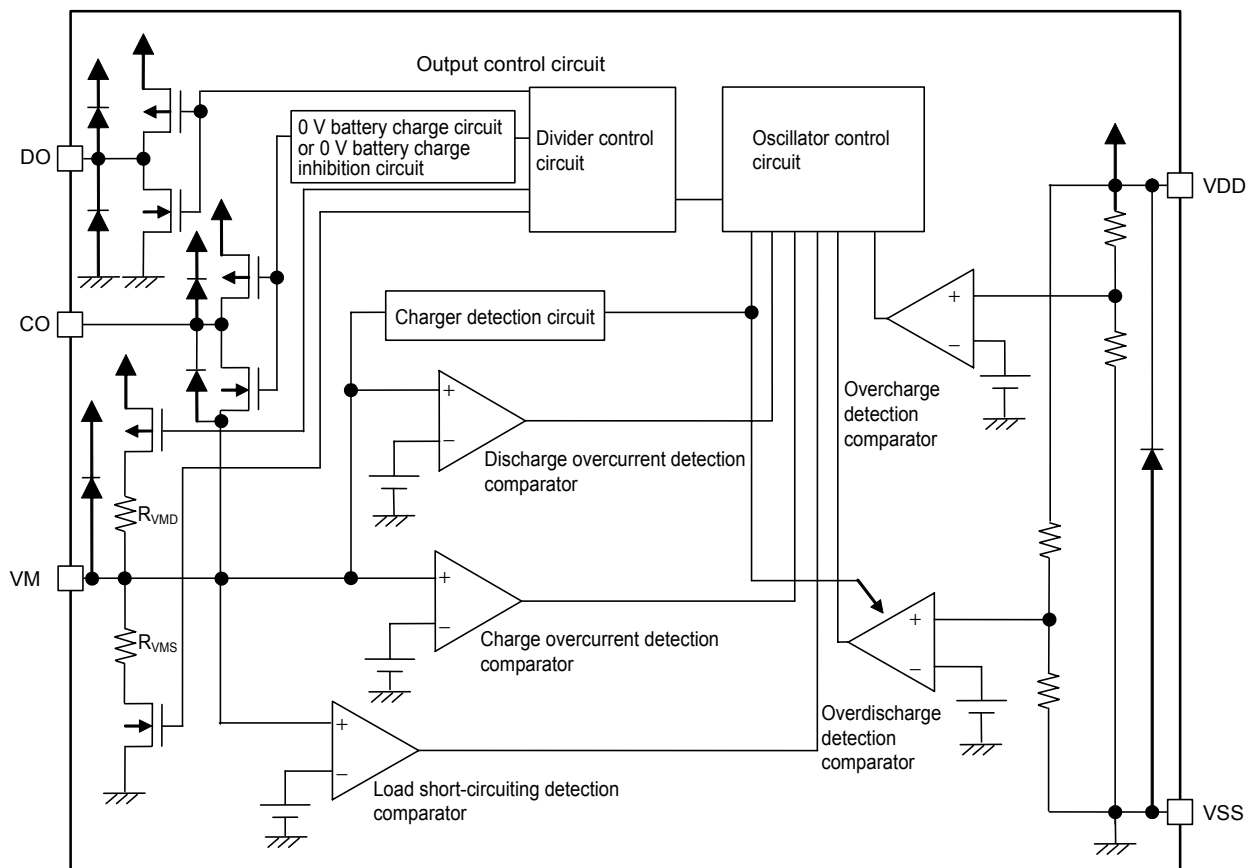 Output control circuit
0 V battery charge circuit
or 0 V battery charge
inhibition circuit
Divider control
circuit
Oscillator control
circuit
DO
VDD
CO
Charger detection circuit
+
−
Overcharge
detection
comparator
+
−
Discharge overcurrent detection
comparator
RVMD
VM
+
−
Charge overcurrent detection
comparator
RVMS
+
−
Overdischarge
detection
comparator
+
−
Load short-circuiting detection
comparator
VSS